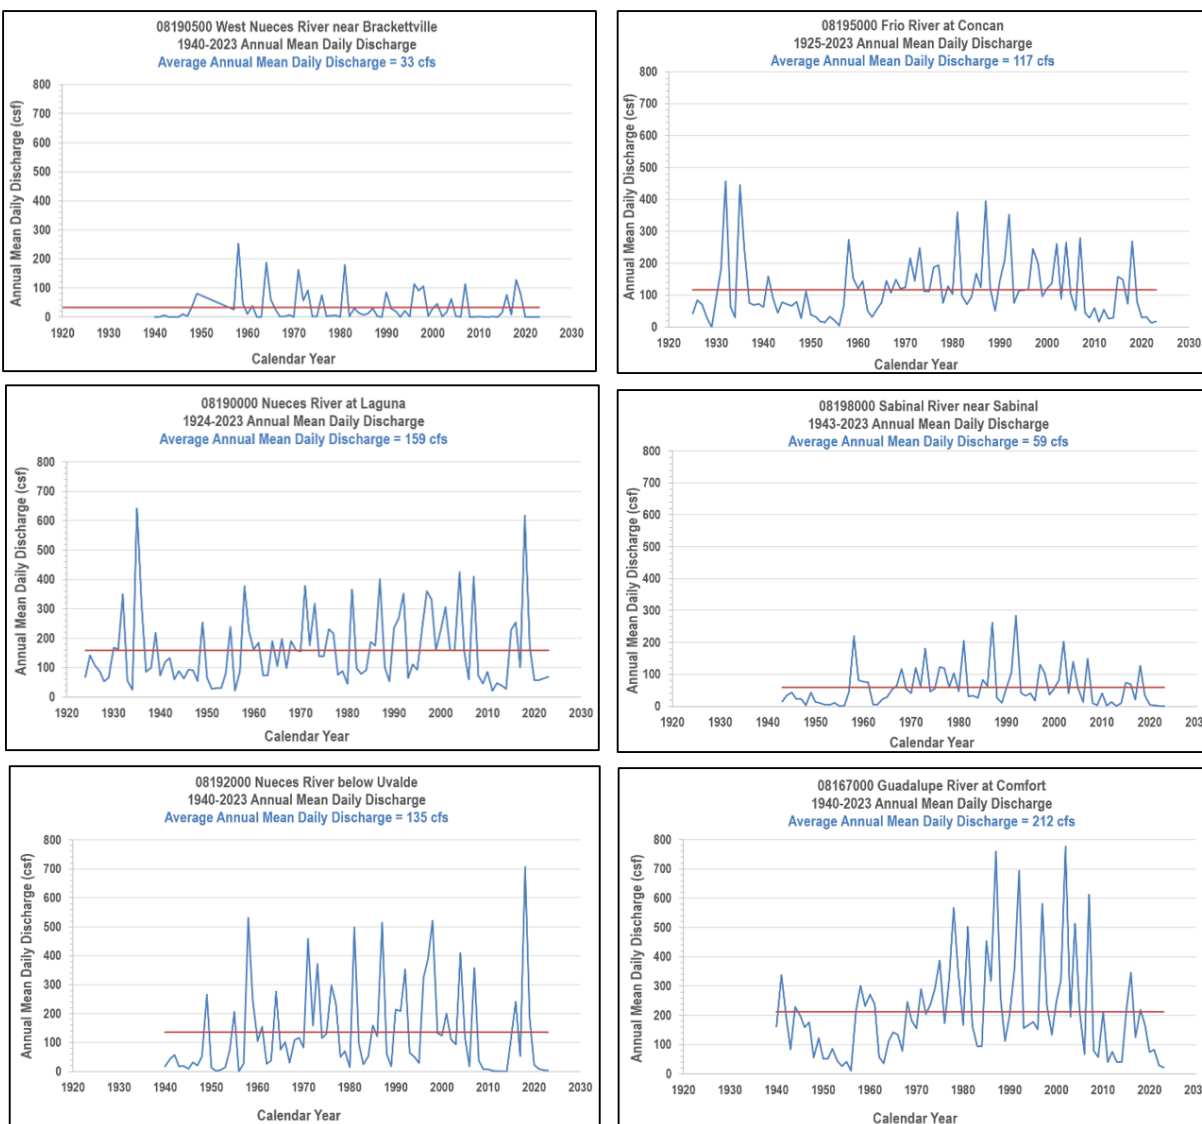 08190500 West Nueces River near Brackettville
1940-2023 Annual Mean Daily Discharge
Average Annual Mean Daily Discharge = 33 cfs
Annual Mean Daily Discharge (csf)
800
700
600
500
400
300
200
100
0
1920 1930 1940 1950 1960 1970 1980 1990 2000 2010 2020 2030
Calendar Year
08195000 Frio River at Concan
1925-2023 Annual Mean Daily Discharge
Average Annual Mean Daily Discharge = 117 cfs
Annual Mean Daily Discharge (csf)
800
700
600
500
400
300
200
100
0
1920 1930 1940 1950 1960 1970 1980 1990 2000 2010 2020 2030
Calendar Year
08190000 Nueces River at Laguna
1924-2023 Annual Mean Daily Discharge
Average Annual Mean Daily Discharge = 159 cfs
Annual Mean Daily Discharge (csf)
800
700
600
500
400
300
200
100
0
1920 1930 1940 1950 1960 1970 1980 1990 2000 2010 2020 2030
Calendar Year
08198000 Sabinal River near Sabinal
1943-2023 Annual Mean Daily Discharge
Average Annual Mean Daily Discharge = 59 cfs
Annual Mean Daily Discharge (csf)
800
700
600
500
400
300
200
100
0
1920 1930 1940 1950 1960 1970 1980 1990 2000 2010 2020 203
Calendar Year
08192000 Nueces River below Uvalde
1940-2023 Annual Mean Daily Discharge
Average Annual Mean Daily Discharge = 135 cfs
Annual Mean Daily Discharge (csf)
800
700
600
500
400
300
200
100
0
1920 1930 1940 1950 1960 1970 1980 1990 2000 2010 2020 2030
Calendar Year
08167000 Guadalupe River at Comfort
1940-2023 Annual Mean Daily Discharge
Average Annual Mean Daily Discharge = 212 cfs
Annual Mean Daily Discharge (csf)
800
700
600
500
400
300
200
100
0
1920 1930 1940 1950 1960 1970 1980 1990 2000 2010 2020 203
Calendar Year